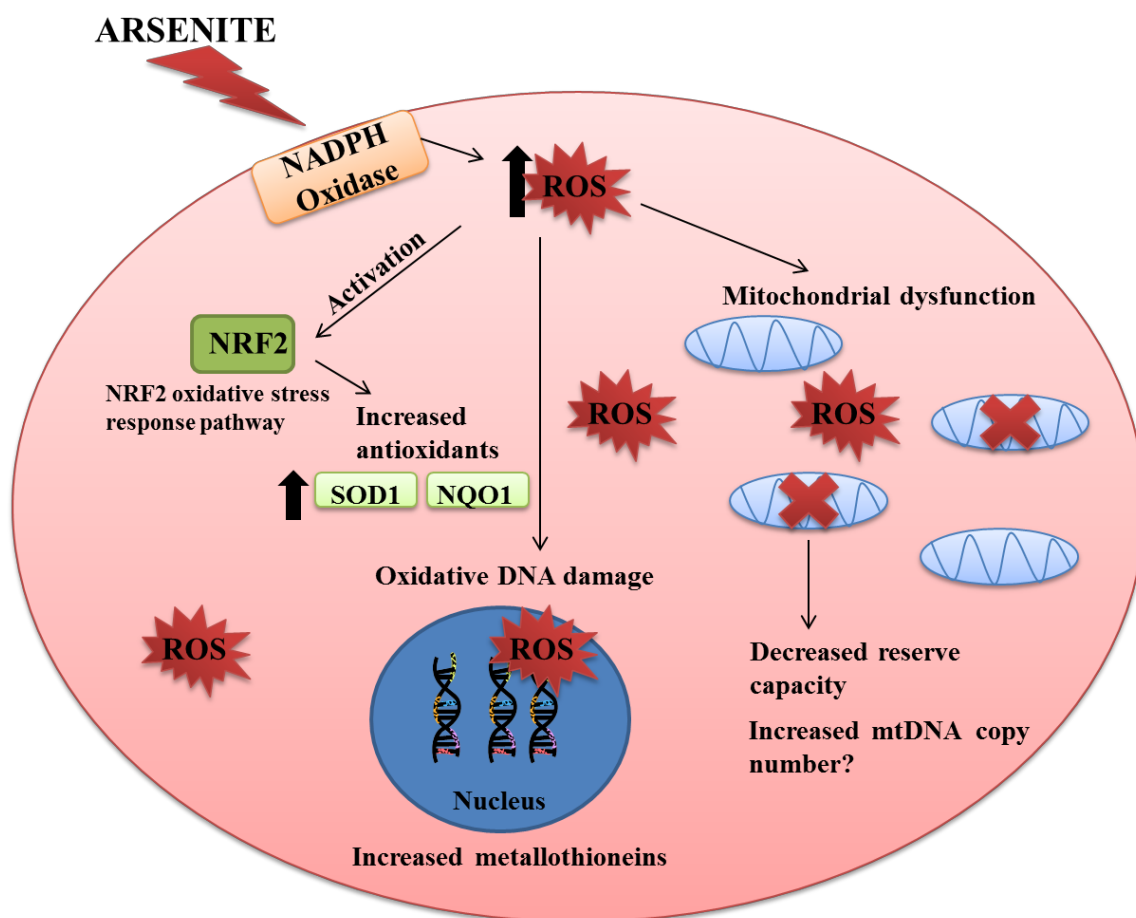 ARSENITE
NADPH
Oxidase
ROS
Activation
Mitochondrial dysfunction
NRF2
NRF2 oxidative stress
response pathway
Increased
antioxidants
SOD1
NQO1
ROS
ROS
Oxidative DNA damage
ROS
ROS
Nucleus
Increased metallothioneins
Decreased reserve
capacity
Increased mtDNA copy
number?